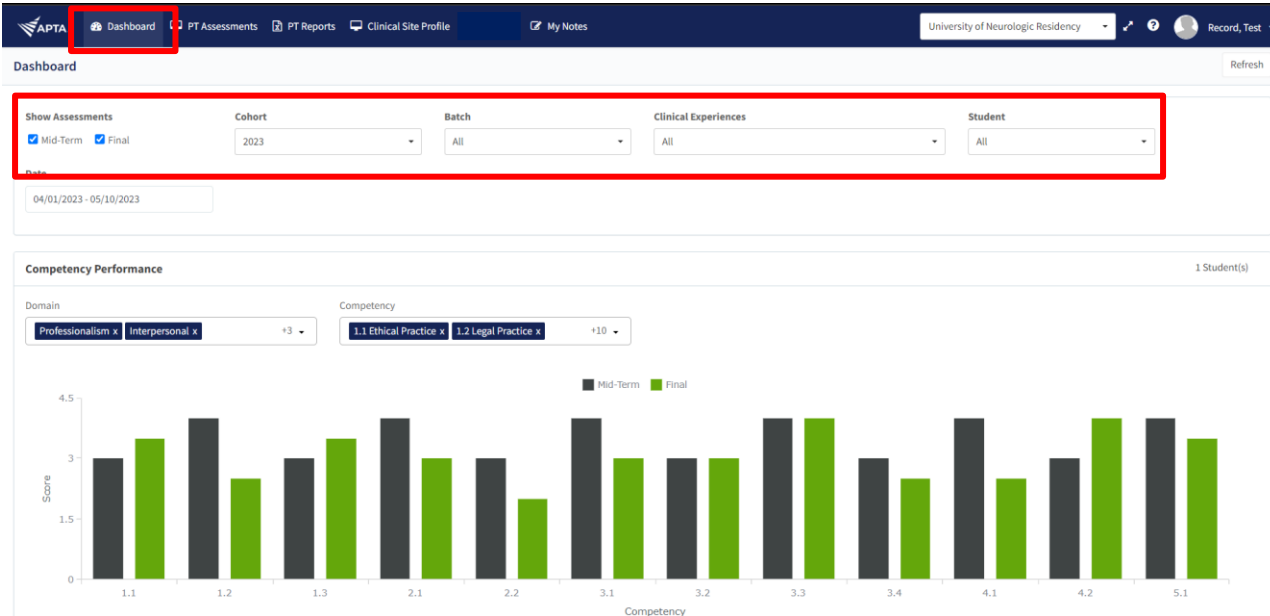 APTA Dashboard PT Assessments PT Reports Clinical Site Profile My Notes University of Neurologic Residency Record, Test
Dashboard Refresh
Show Assessments Cohort Batch Clinical Experiences Student
Mid-Term Final 2023 All All All
Date
04/01/2023 - 05/10/2023
Competency Performance 1 Student(s)
Domain Competency
Professionalism x Interpersonal x +3 1.1 Ethical Practice x 1.2 Legal Practice x +10
Mid-Term Final
4.5
3
Score
1.5
0
1.1 1.2 1.3 2.1 2.2 3.1 3.2 3.3 3.4 4.1 4.2 5.1
Competency